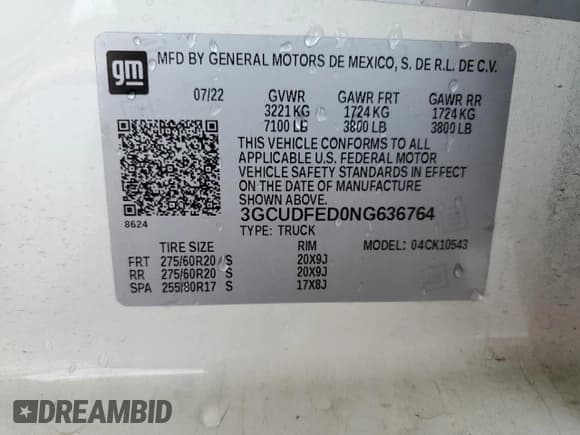 gm
MFD BY GENERAL MOTORS DE MEXICO, S. DE R.L. DE C.V.
07/22 GVWR GAWR FRT GAWR RR
3221 KG 1724 KG 1724 KG
7100 LB 3800 LB 3800 LB
THIS VEHICLE CONFORMS TO ALL
APPLICABLE U.S. FEDERAL MOTOR
VEHICLE SAFETY STANDARDS IN EFFECT
ON THE DATE OF MANUFACTURE
SHOWN ABOVE.
8624 3GCUDFED0NG636764
TYPE: TRUCK
TIRE SIZE RIM MODEL: 04CK10543
FRT 275/60R20 S 20X9J
RR 275/60R20 S 20X9J
SPA 255/80R17 S 17X8J
DREAMBID